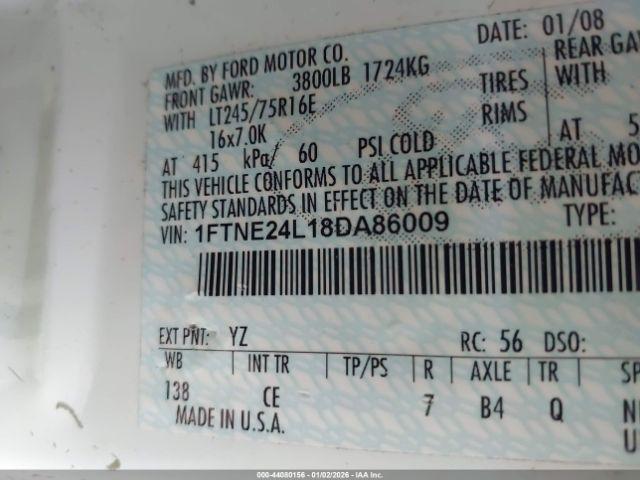 MFD. BY FORD MOTOR CO.
DATE: 01/08
FRONT GAWR: 3800LB 1724KG
REAR GA
WITH LT245/75R16E TIRES
WITH
16x7.0K RIMS
AT 415 kPa/ 60 PSI COLD
AT 5
THIS VEHICLE CONFORMS TO ALL APPLICABLE FEDERAL MO
SAFETY STANDARDS IN EFFECT ON THE DATE OF MANUFAC
VIN: 1FTNE24L18DA86009 TYPE:
EXT PNT: YZ RC: 56 DSO:
WB INT TR TP/PS R AXLE TR SP
138 CE 7 B4 Q
MADE IN U.S.A.
000-44080156 - 01/02/2026 - IAA Inc.